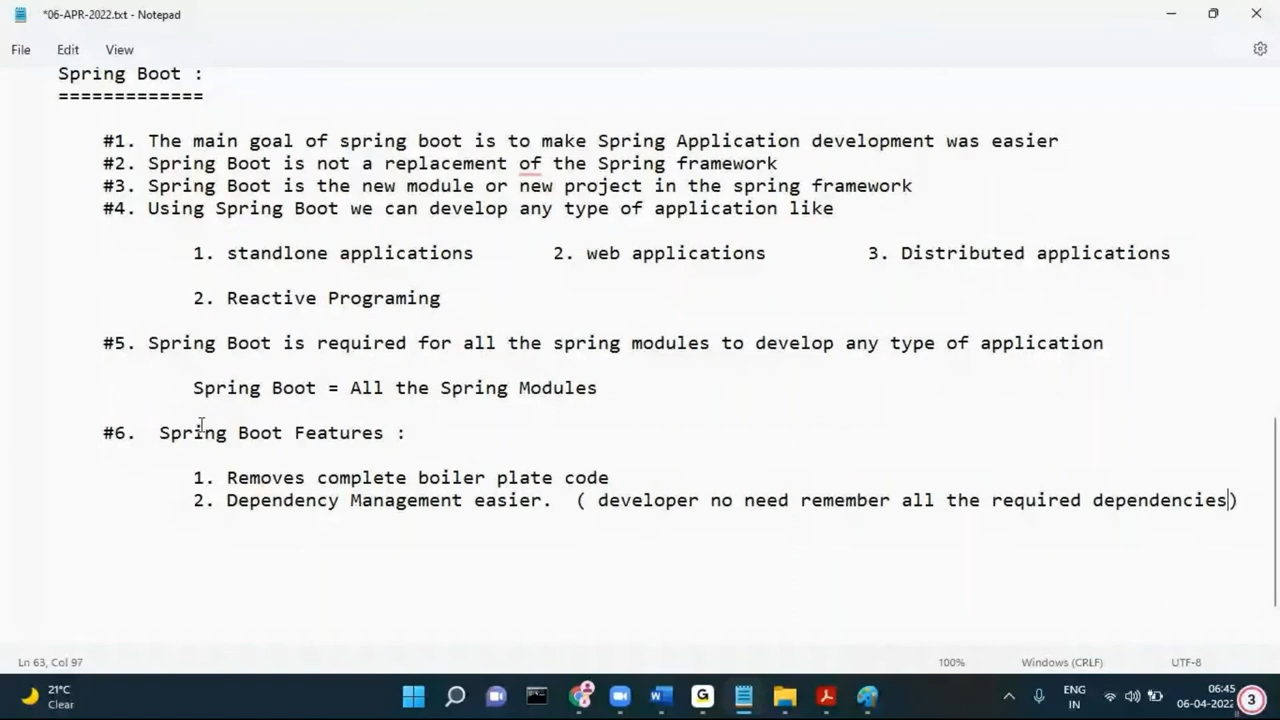 *06-APR-2022.txt - Notepad
File Edit View
Spring Boot :
=============
#1. The main goal of spring boot is to make Spring Application development was easier
#2. Spring Boot is not a replacement of the Spring framework
#3. Spring Boot is the new module or new project in the spring framework
#4. Using Spring Boot we can develop any type of application like
1. standlone applications 2. web applications 3. Distributed applications
2. Reactive Programing
#5. Spring Boot is required for all the spring modules to develop any type of application
Spring Boot = All the Spring Modules
#6. Spring Boot Features :
1. Removes complete boiler plate code
2. Dependency Management easier. ( developer no need remember all the required dependencies)
Ln 63, Col 97 100% Windows (CRLF) UTF-8
21°C ENG 06:45
Clear IN 06-04-2022 3